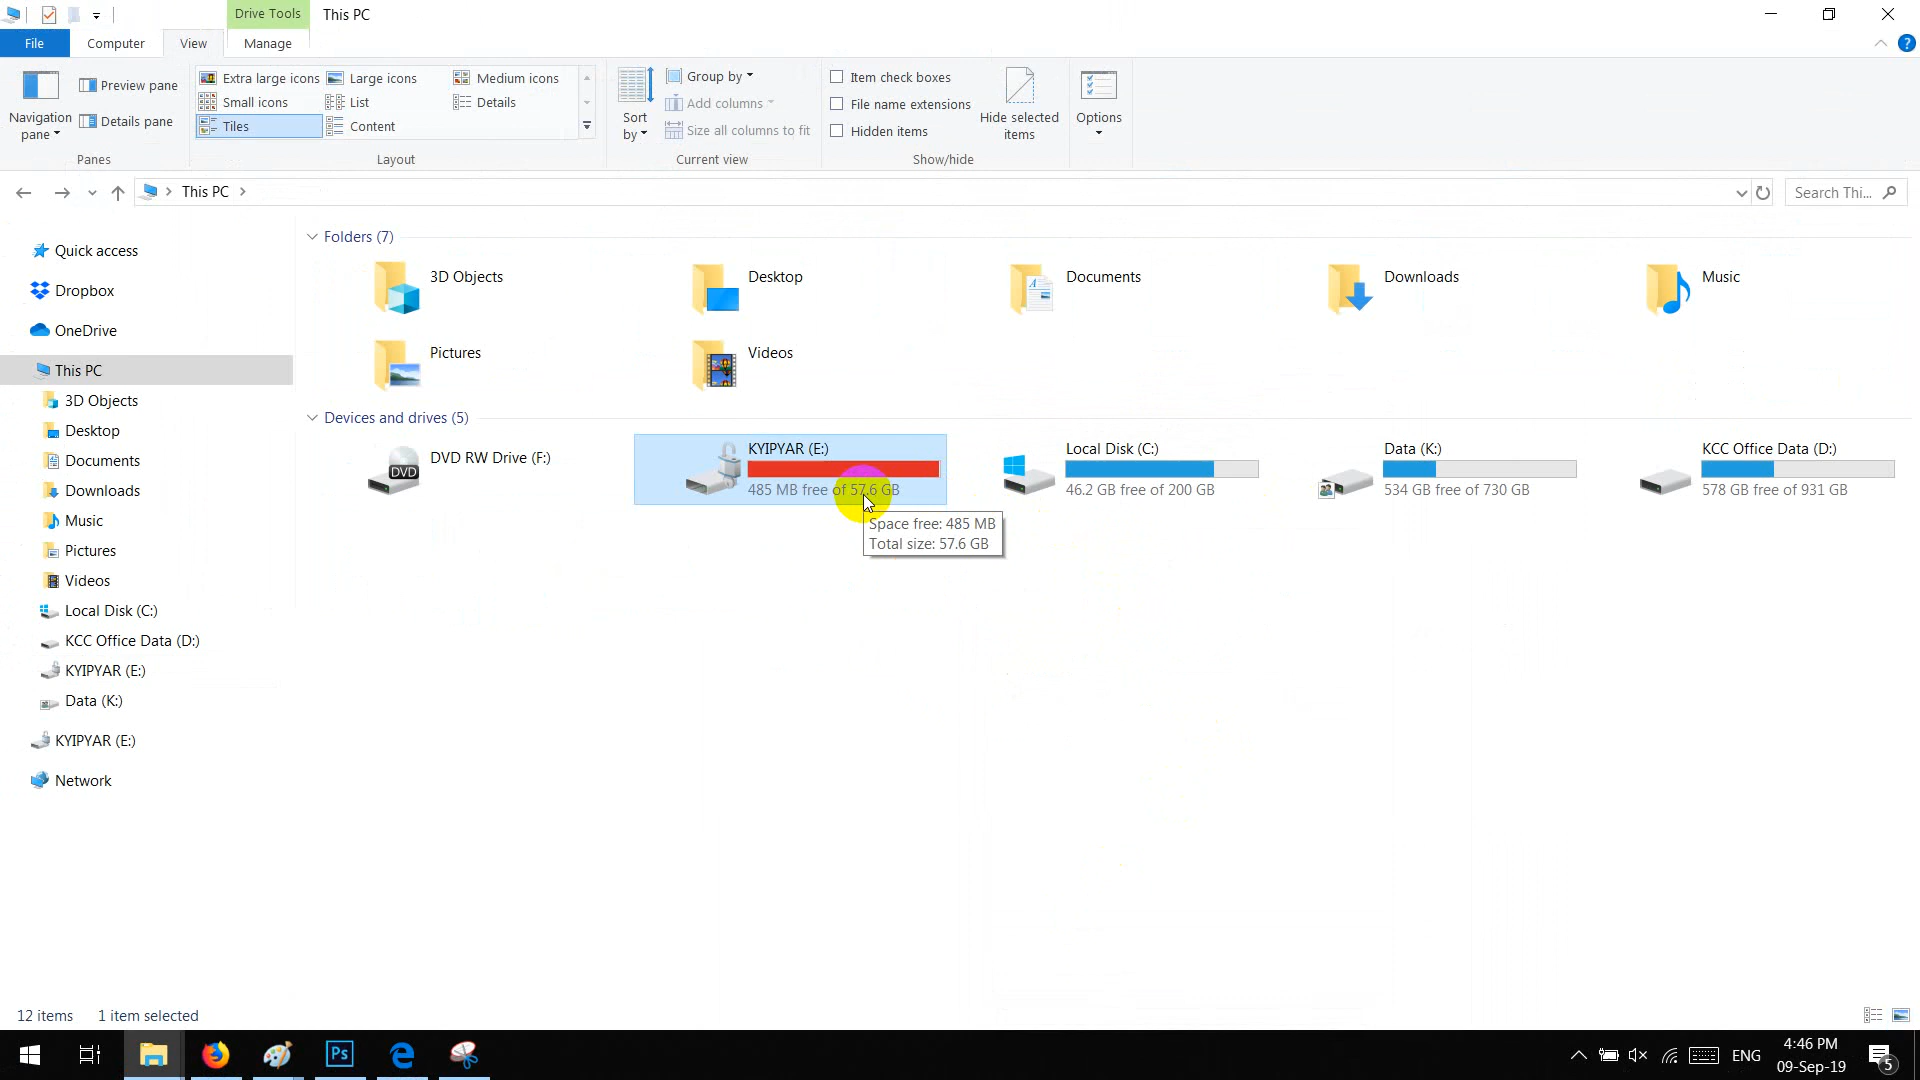 Drive Tools
This PC
File
Computer
View
Manage
Navigation
pane
Preview pane
Details pane
Panes
Extra large icons
Large icons
Medium icons
Small icons
List
Details
Tiles
Content
Layout
Sort
by
Group by
Add columns
Size all columns to fit
Current view
Item check boxes
File name extensions
Hidden items
Hide selected
items
Show/hide
Options
This PC
Search Thi...
Quick access
Dropbox
OneDrive
This PC
3D Objects
Desktop
Documents
Downloads
Music
Pictures
Videos
Local Disk (C:)
KCC Office Data (D:)
KYIPYAR (E:)
Data (K:)
KYIPYAR (E:)
Network
Folders (7)
3D Objects
Desktop
Documents
Downloads
Music
Pictures
Videos
Devices and drives (5)
DVD
DVD RW Drive (F:)
KYIPYAR (E:)
485 MB free of 57.6 GB
Local Disk (C:)
46.2 GB free of 200 GB
Data (K:)
534 GB free of 730 GB
KCC Office Data (D:)
578 GB free of 931 GB
Space free: 485 MB
Total size: 57.6 GB
12 items
1 item selected
Ps
ENG
4:46 PM
09-Sep-19
5